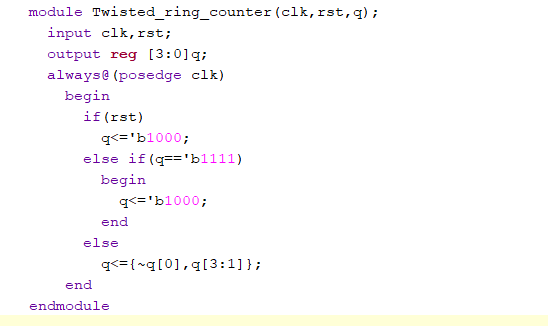 module Twisted_ring_counter(clk,rst,q);
input clk,rst;
output reg [3:0]q;
always@(posedge clk)
begin
if(rst)
q<='b1000;
else if(q=='b1111)
begin
q<='b1000;
end
else
q<={~q[0],q[3:1]};
end
endmodule